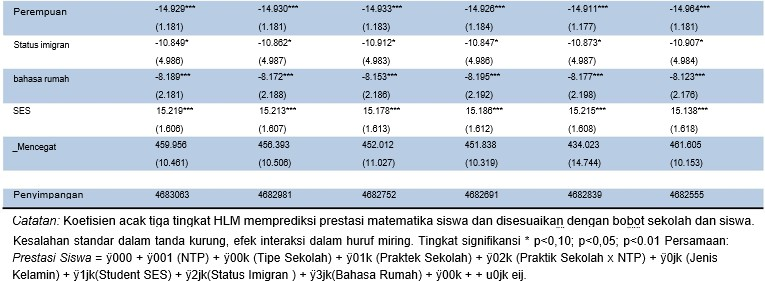 Perempuan -14.929*** -14.930*** -14.933*** -14.926*** -14.911*** -14.964***
(1.181) (1.181) (1.183) (1.184) (1.177) (1.181)
Status imigran -10.849* -10.862* -10.912* -10.847* -10.873* -10.907*
(4.986) (4.987) (4.983) (4.986) (4.987) (4.984)
bahasa rumah -8.189*** -8.172*** -8.153*** -8.195*** -8.177*** -8.123***
(2.181) (2.188) (2.186) (2.192) (2.198) (2.176)
SES 15.219*** 15.213*** 15.178*** 15.186*** 15.215*** 15.138***
(1.606) (1.607) (1.613) (1.612) (1.608) (1.618)
_Mencegat 459.956 456.393 452.012 451.838 434.023 461.605
(10.461) (10.506) (11.027) (10.319) (14.744) (10.153)
Penyimpangan 4683063 4682981 4682752 4682691 4682839 4682555
Catatan: Koefisien acak tiga tingkat HLM memprediksi prestasi matematika siswa dan disesuaikan dengan bobot sekolah dan siswa.
Kesalahan standar dalam tanda kurung, efek interaksi dalam huruf miring. Tingkat signifikansi * p<0,10; p<0,05; p<0.01 Persamaan:
Prestasi Siswa = ÿ000 + ÿ001 (NTP) + ÿ00k (Tipe Sekolah) + ÿ01k (Praktek Sekolah) + ÿ02k (Praktik Sekolah x NTP) + ÿ0jk (Jenis
Kelamin) + ÿ1jk(Student SES) + ÿ2jk(Status Imigran ) + ÿ3jk(Bahasa Rumah) + ÿ00k + + u0jk eij.